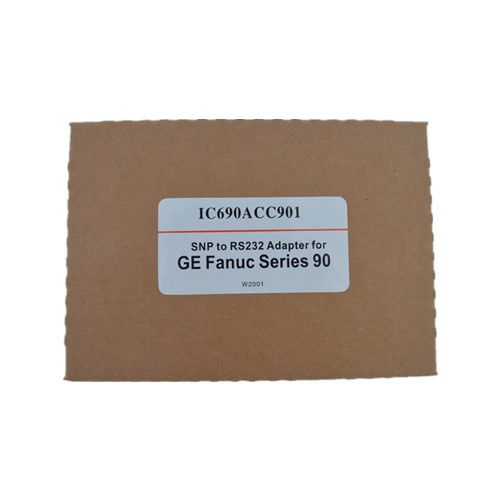 IC690ACC901
SNP to RS232 Adapter for
GE Fanuc Series 90
W2001